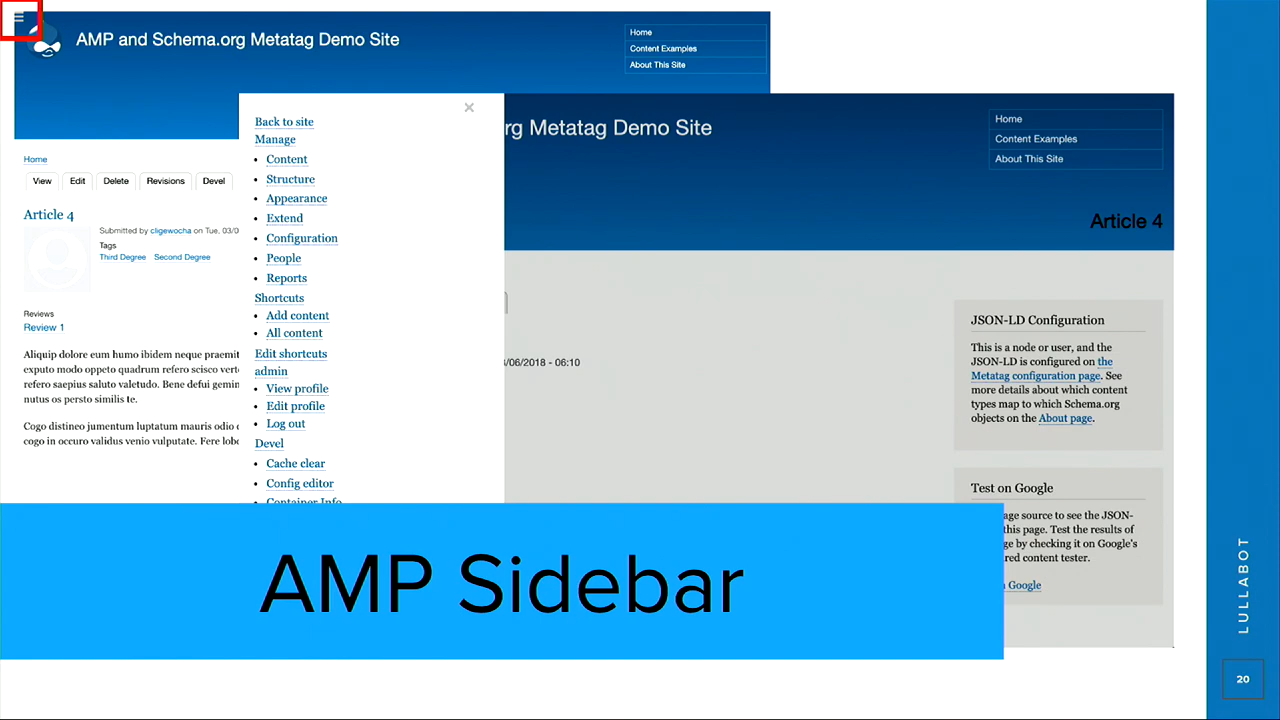 AMP and Schema.org Metatag Demo Site
Home
Content Examples
About This Site
Home
View Edit Delete Revisions Devel
Article 4
Submitted by cligewocha on Tue, 03/0
Tags
Third Degree Second Degree
Reviews
Review 1
Aliquip dolore eum humo ibidem neque praemit
exputo modo oppeto quadrum refero scisco verto
refero saepius saluto valetudo. Bene defui gemin
nutus os persto similis te.
Cogo distineo jumentum luptatum mauris odio
cogo in occuro validus venio vulputate. Fere lobo
×
Back to site
Manage
• Content
• Structure
• Appearance
• Extend
• Configuration
• People
• Reports
Shortcuts
• Add content
• All content
Edit shortcuts
admin
• View profile
• Edit profile
• Log out
Devel
• Cache clear
• Config editor
• Container Info
rg Metatag Demo Site
Home
Content Examples
About This Site
Article 4
/06/2018 - 06:10
JSON-LD Configuration
This is a node or user, and the
JSON-LD is configured on the
Metatag configuration page. See
more details about which content
types map to which Schema.org
objects on the About page.
Test on Google
age source to see the JSON-
this page. Test the results of
ge by checking it on Google's
red content tester.
Google
AMP Sidebar
LULLABOT
20